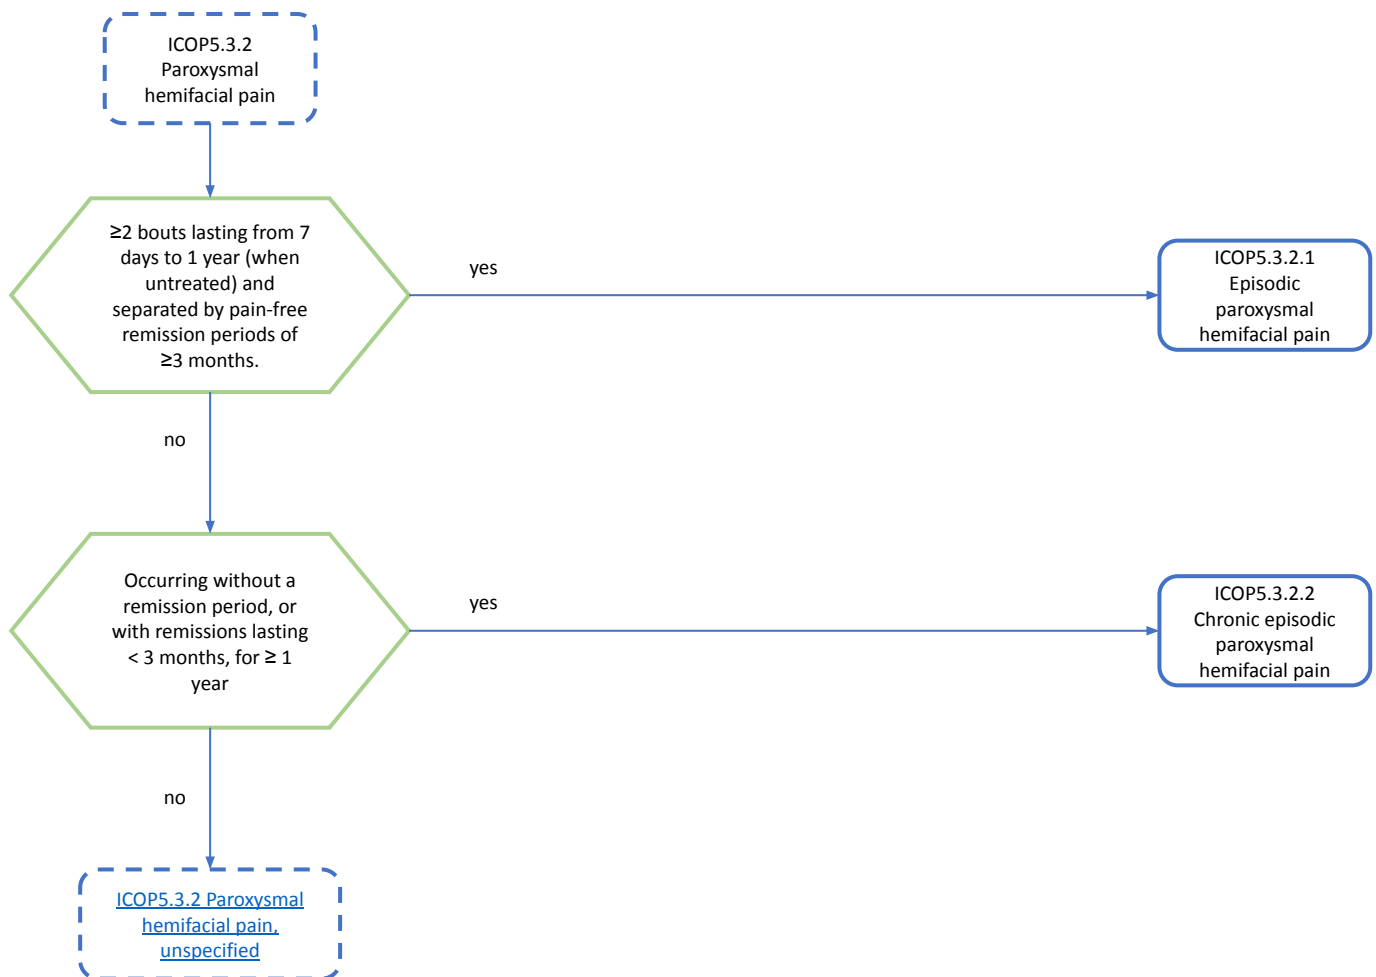 ICOP5.3.2
Paroxysmal
hemifacial pain
≥2 bouts lasting from 7
days to 1 year (when
untreated) and
separated by pain-free
remission periods of
≥3 months.
yes
ICOP5.3.2.1
Episodic
paroxysmal
hemifacial pain
no
Occurring without a
remission period, or
with remissions lasting
< 3 months, for ≥ 1
year
yes
ICOP5.3.2.2
Chronic episodic
paroxysmal
hemifacial pain
no
ICOP5.3.2 Paroxysmal
hemifacial pain,
unspecified